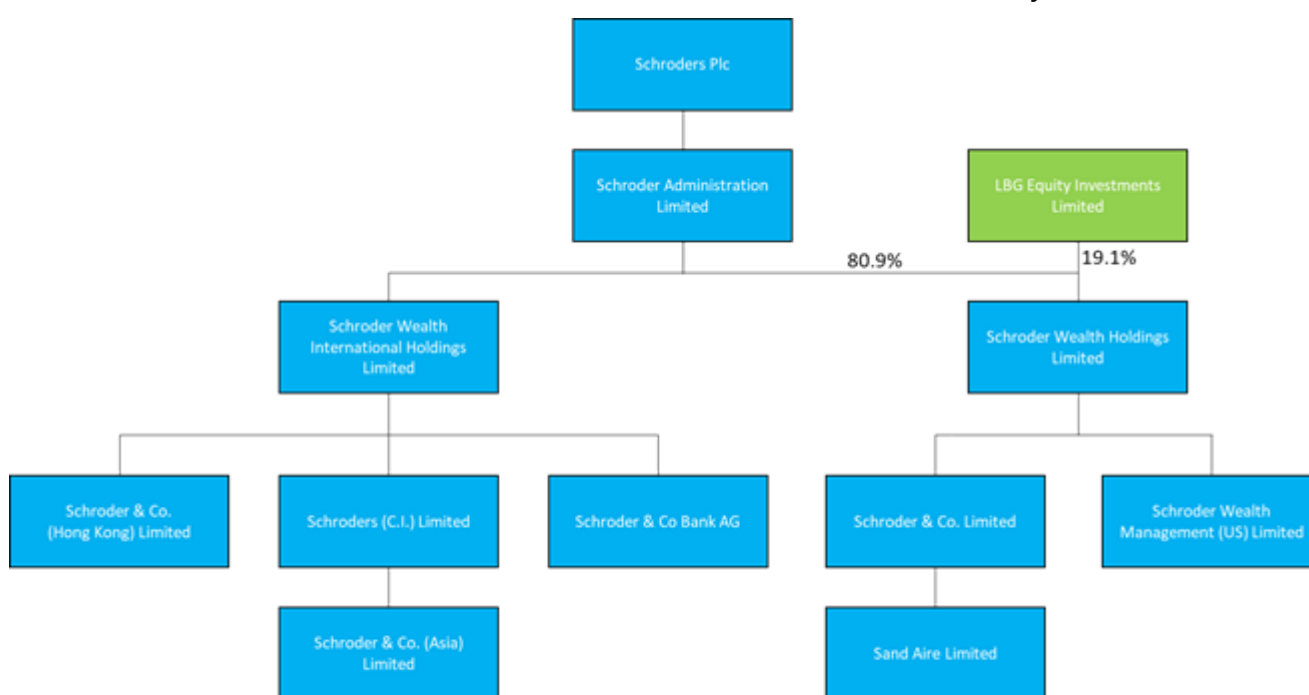 Schroders Plc
Schroder Administration
Limited
LBG Equity Investments
Limited
80.9%
19.1%
Schroder Wealth
International Holdings
Limited
Schroder Wealth Holdings
Limited
Schroder & Co.
(Hong Kong) Limited
Schroders (C.I.) Limited
Schroder & Co Bank AG
Schroder & Co. Limited
Schroder Wealth
Management (US) Limited
Schroder & Co. (Asia)
Limited
Sand Aire Limited